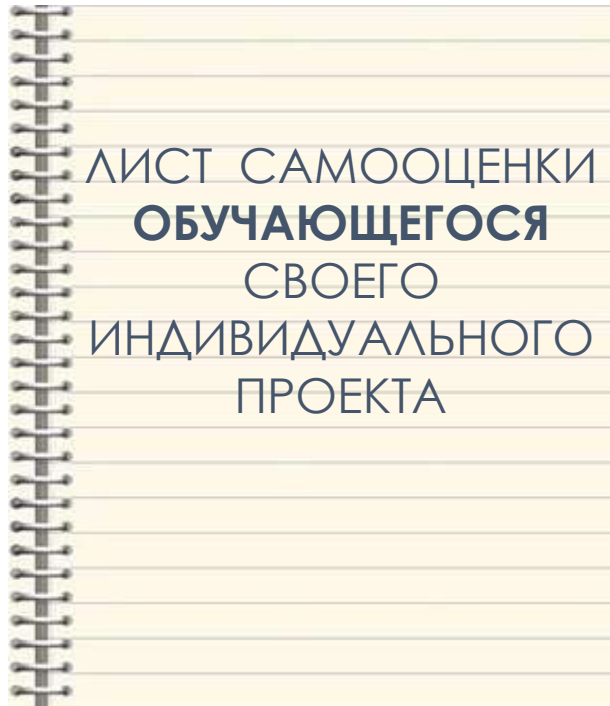 ЛИСТ САМООЦЕНКИ
ОБУЧАЮЩЕГОСЯ
СВОЕГО
ИНДИВИДУАЛЬНОГО
ПРОЕКТА